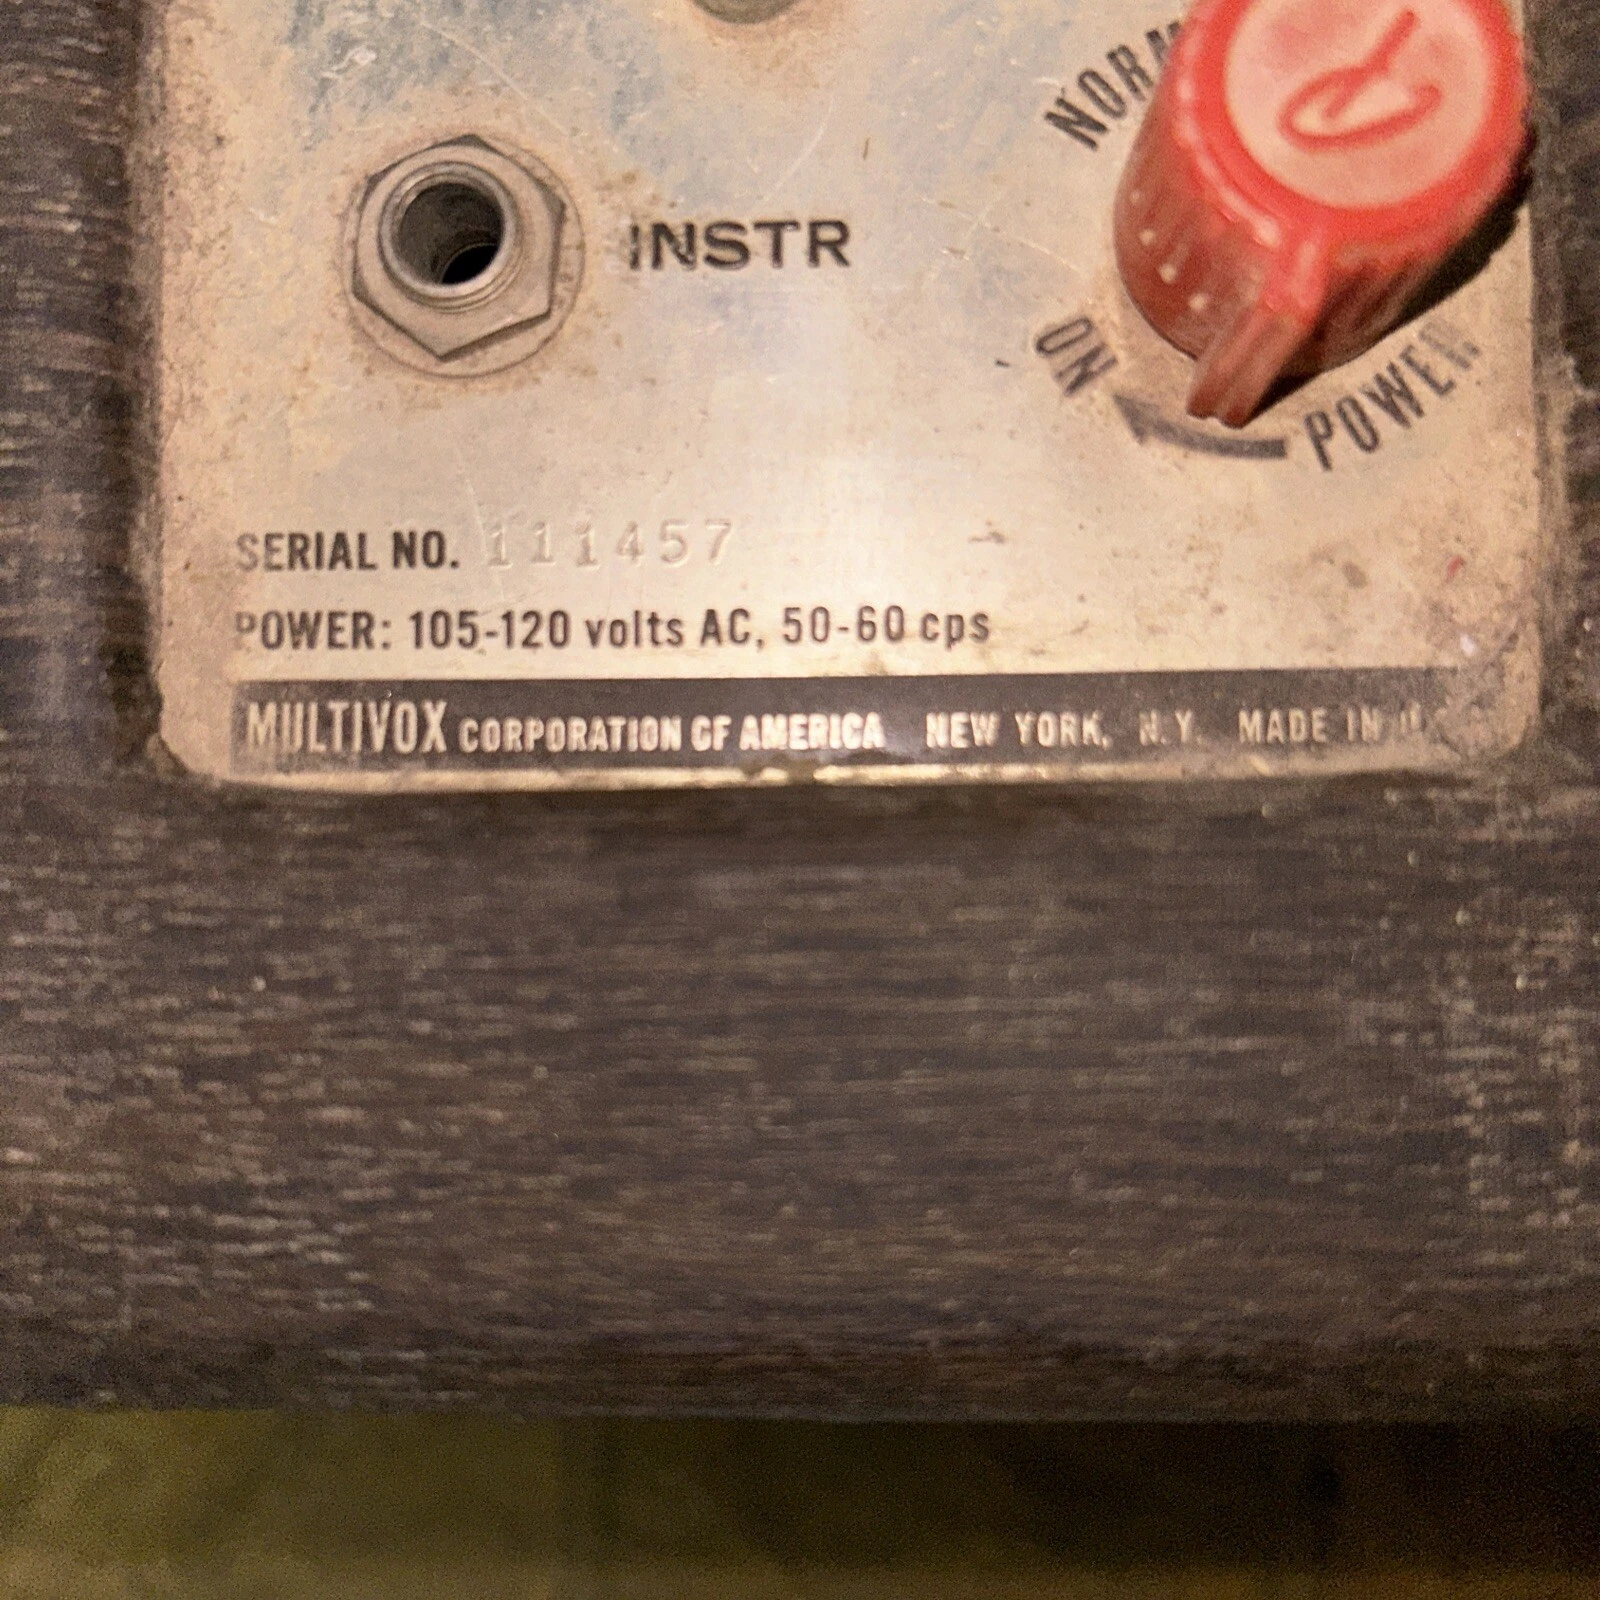 INSTR
ON
POWER
SERIAL NO. 111457
POWER: 105-120 volts AC, 50-60 cps
MULTIVOX CORPORATION OF AMERICA NEW YORK, N.Y. MADE IN